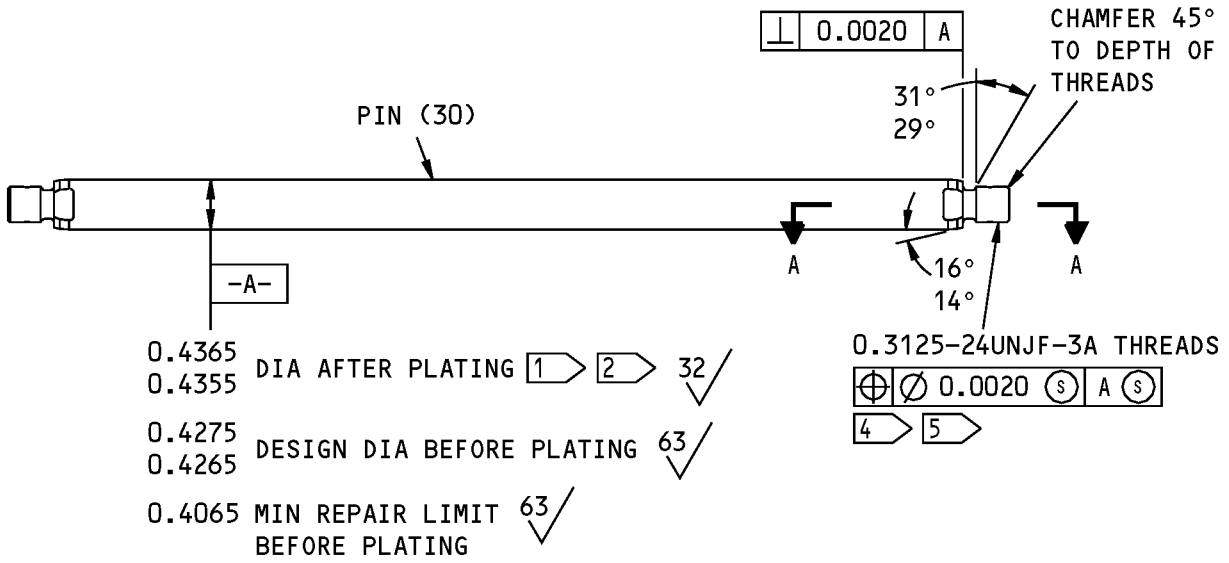 ⊥ 0.0020 A
CHAMFER 45°
TO DEPTH OF
THREADS
31°
29°
PIN (30)
A
A
16°
14°
-A-
0.4365
0.4355
DIA AFTER PLATING 1 2 32
0.4275
0.4265
DESIGN DIA BEFORE PLATING 63
0.4065 MIN REPAIR LIMIT 63
BEFORE PLATING
0.3125-24UNJF-3A THREADS
⌖ ⌀ 0.0020 Ⓢ A Ⓢ
4 5